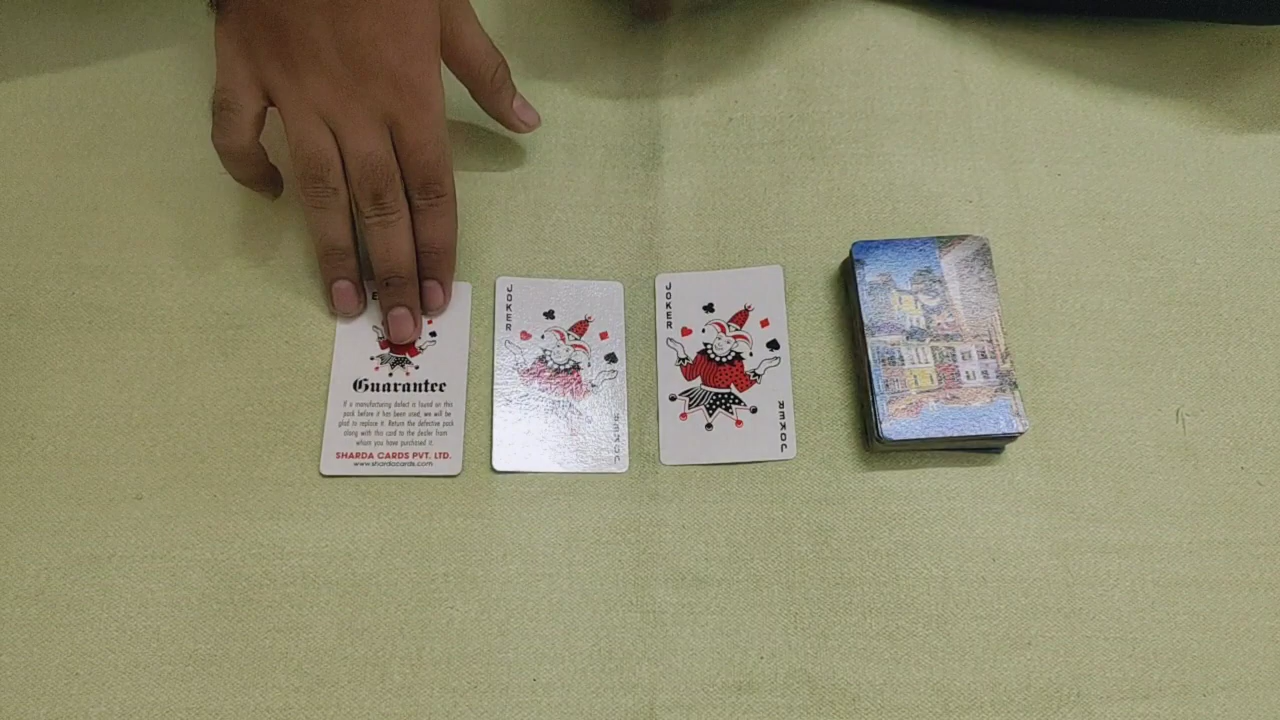 Guarantee
If a manufacturing defect is found on this
pack before it has been used, we will be
glad to replace it. Return the defective pack
along with this card to the dealer from
whom you have purchased it.
SHARDA CARDS PVT. LTD.
www.shardacards.com
JOKER
JOKER
JOKER
JOKER